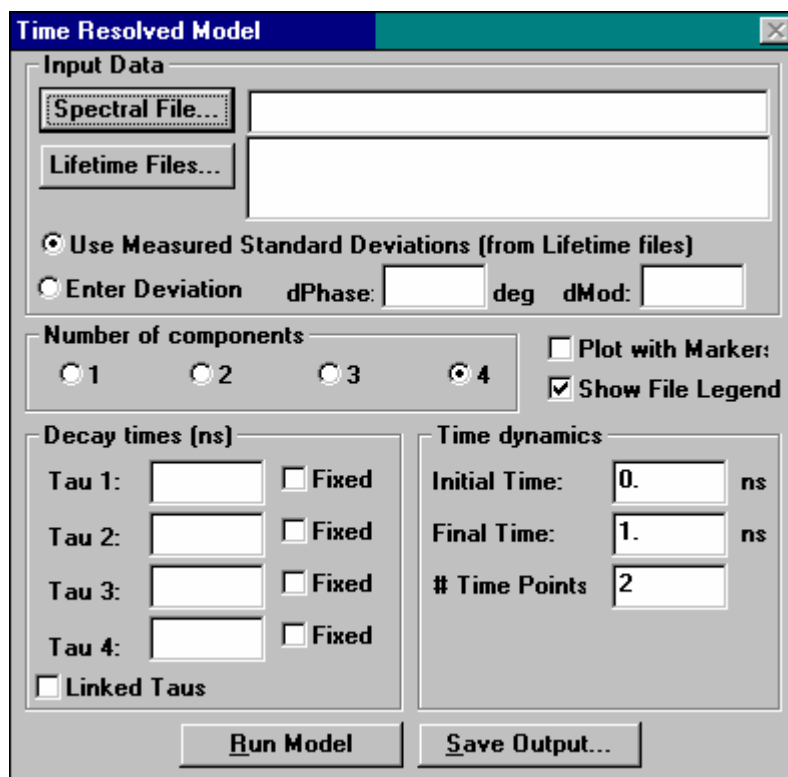 Time Resolved Model
Input Data
Spectral File...
Lifetime Files...
Use Measured Standard Deviations (from Lifetime files)
Enter Deviation dPhase: deg dMod:
Number of components
1 2 3 4
Plot with Marker:
Show File Legend
Decay times (ns)
Tau 1: Fixed
Tau 2: Fixed
Tau 3: Fixed
Tau 4: Fixed
Linked Taus
Time dynamics
Initial Time: 0. ns
Final Time: 1. ns
# Time Points 2
Run Model Save Output...